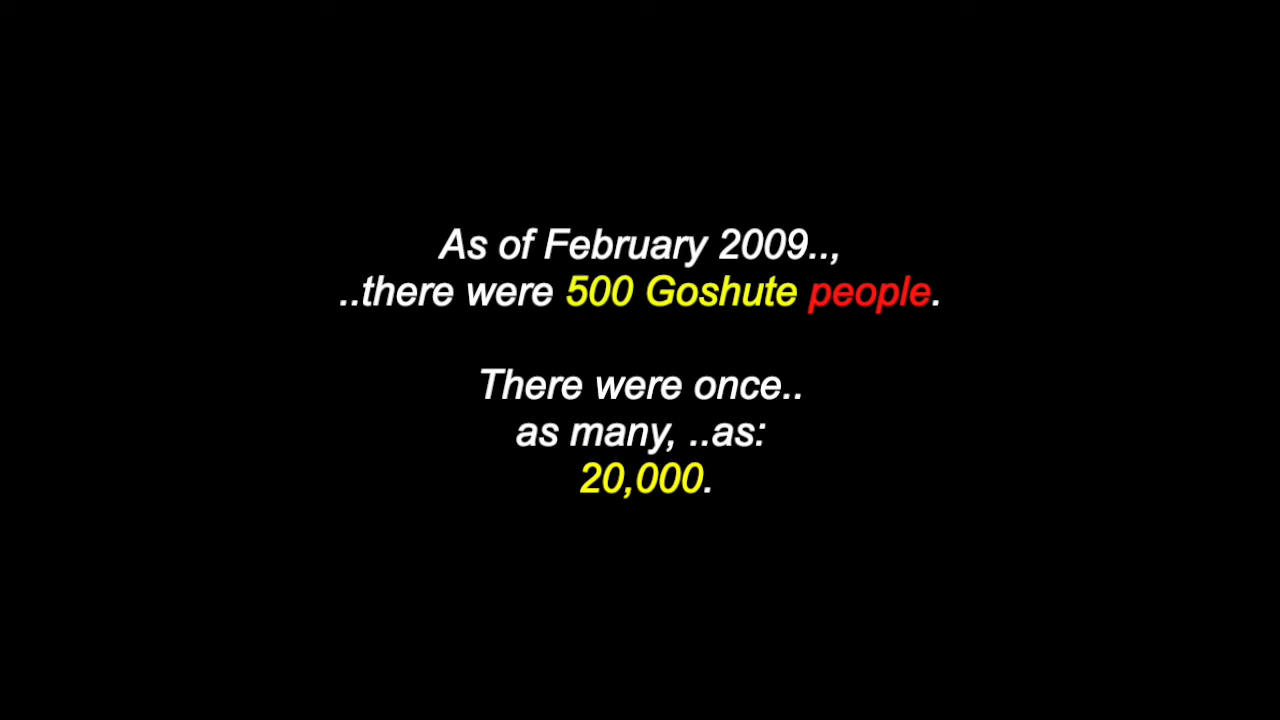 As of February 2009..,
..there were 500 Goshute people.
There were once..
as many, ..as:
20,000.